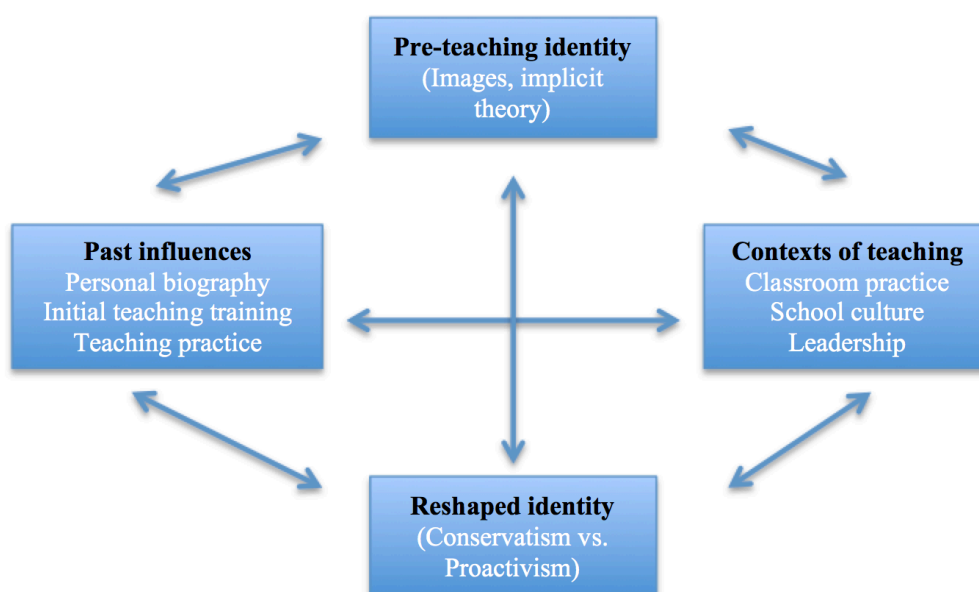 Pre-teaching identity
(Images, implicit
theory)
Past influences
Personal biography
Initial teaching training
Teaching practice
Contexts of teaching
Classroom practice
School culture
Leadership
Reshaped identity
(Conservatism vs.
Proactivism)